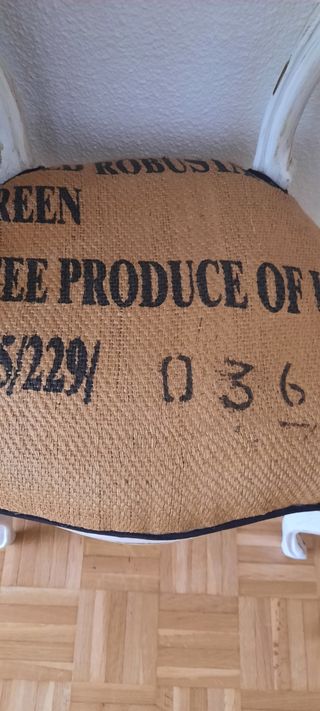 ROBUSTA
REEN
EE PRODUCE OF
5/229/ 036